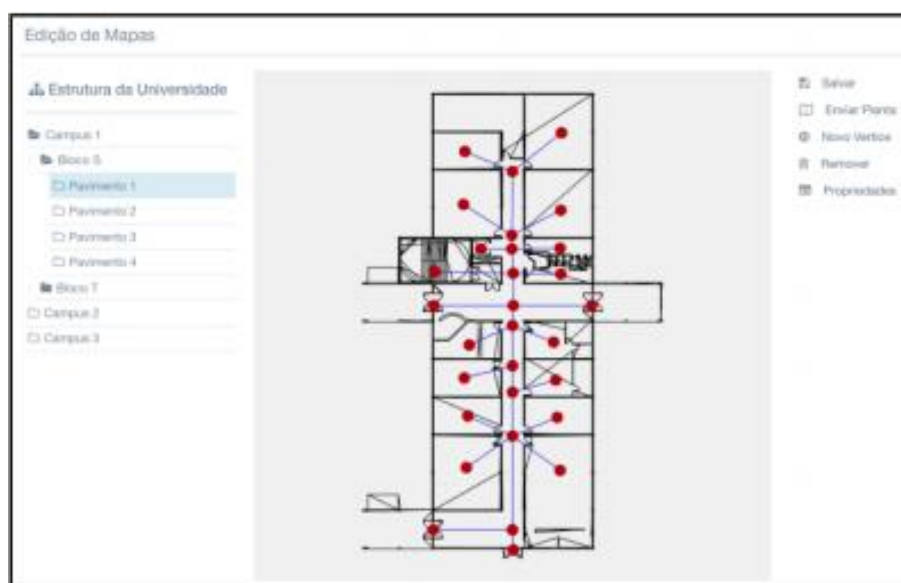 Edição de Mapas
Estrutura da Universidade
Campus 1
Bloco S
Pavimento 1
Pavimento 2
Pavimento 3
Pavimento 4
Bloco T
Campus 2
Campus 3
Salvar
Enviar Planta
Novo Vertice
Remover
Propriedades